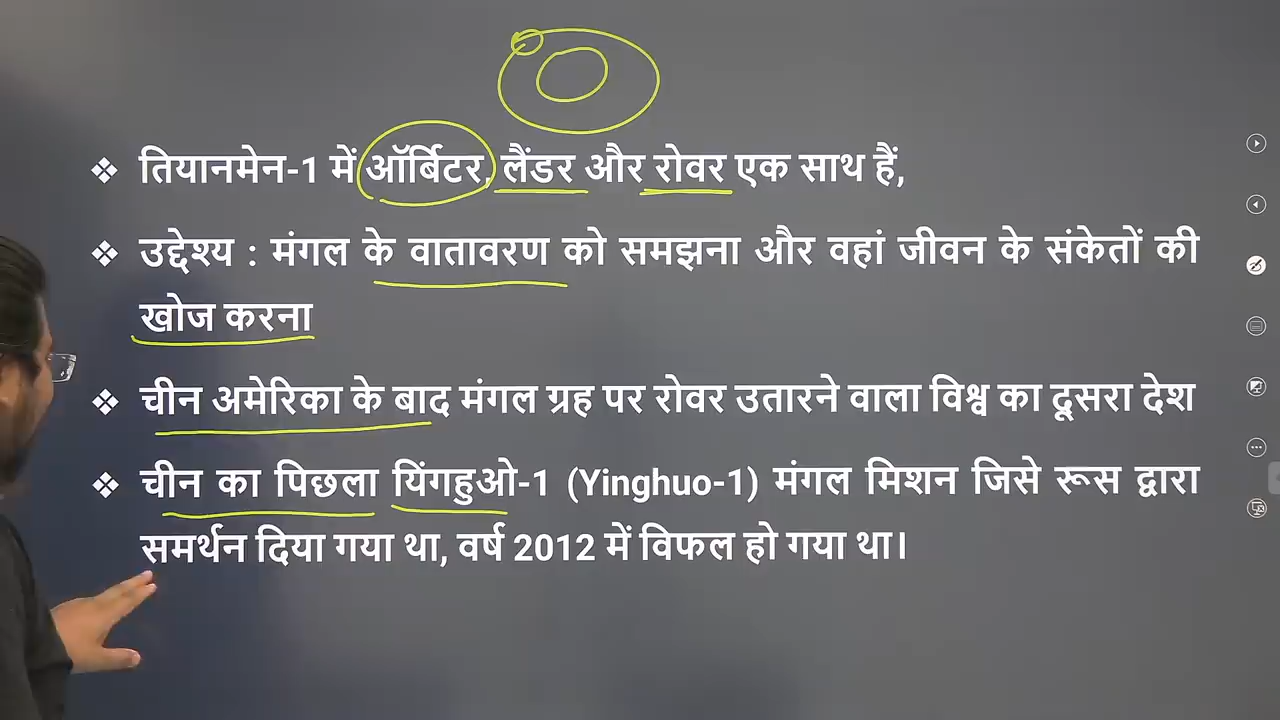 ❖ तियानमेन-1 में ऑर्बिटर, लैंडर और रोवर एक साथ हैं,
❖ उद्देश्य : मंगल के वातावरण को समझना और वहां जीवन के संकेतों की
खोज करना
❖ चीन अमेरिका के बाद मंगल ग्रह पर रोवर उतारने वाला विश्व का दूसरा देश
❖ चीन का पिछला यिंगहुओ-1 (Yinghuo-1) मंगल मिशन जिसे रूस द्वारा
समर्थन दिया गया था, वर्ष 2012 में विफल हो गया था।